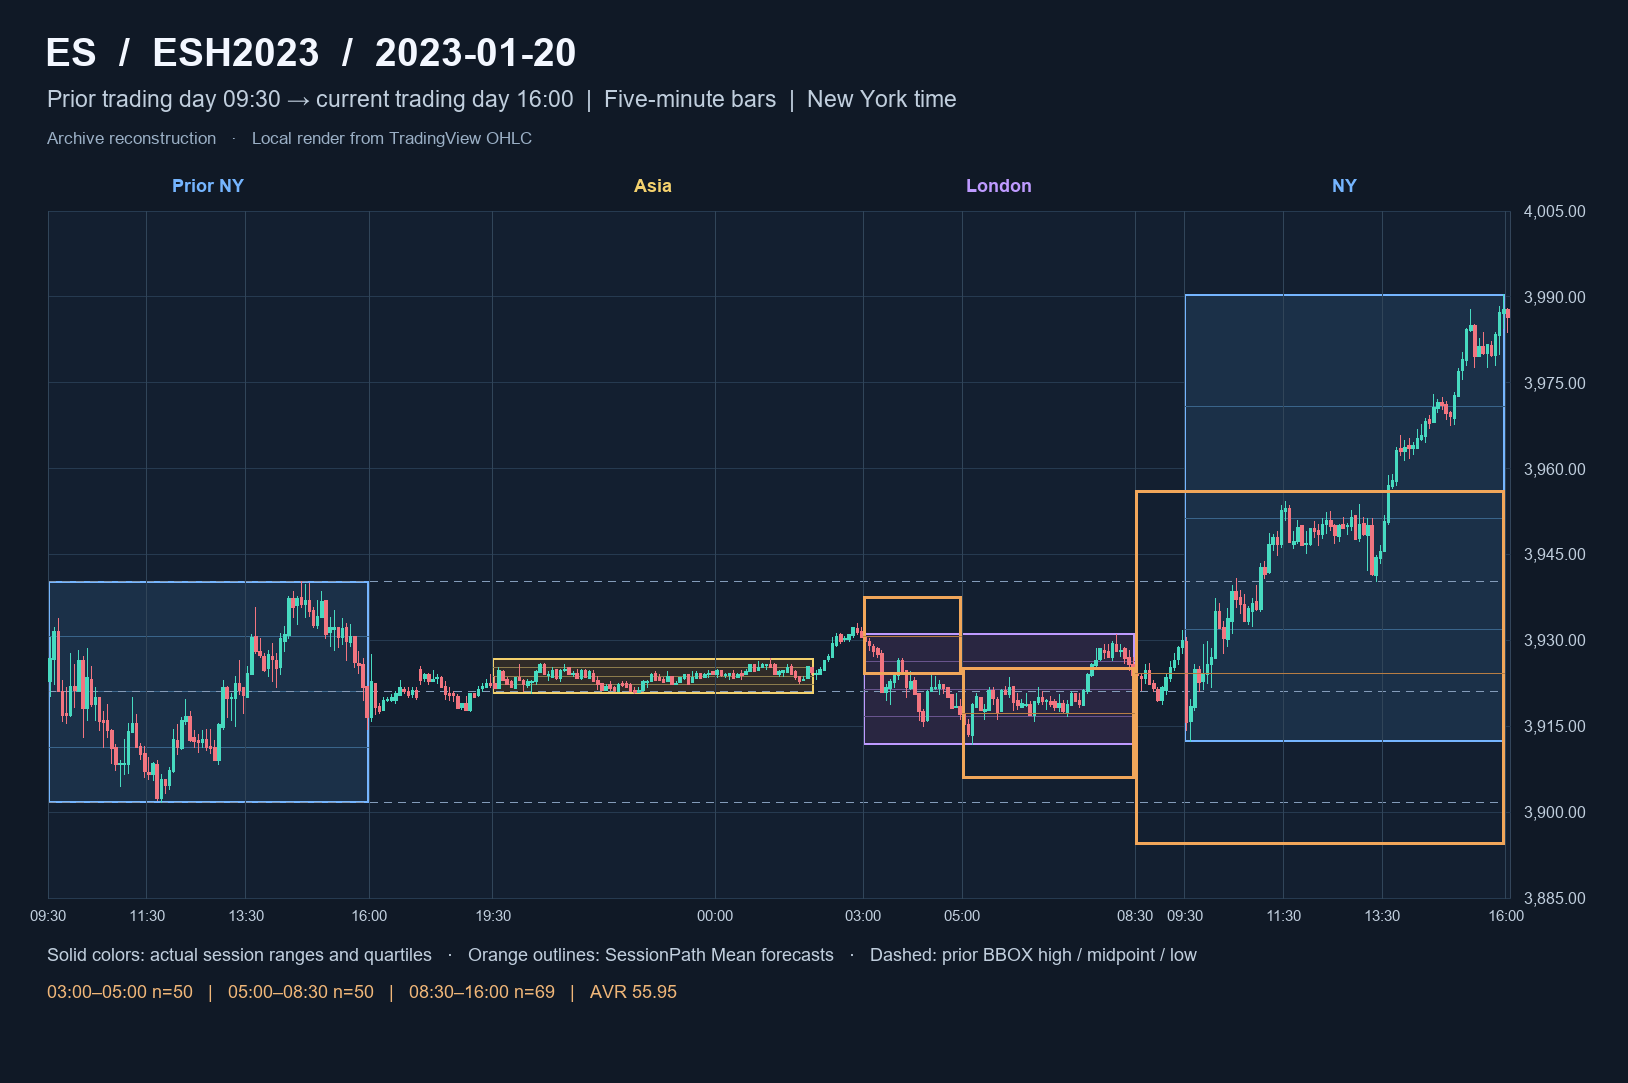 ES / ESH2023 / 2023-01-20
Prior trading day 09:30 → current trading day 16:00 | Five-minute bars | New York time
Archive reconstruction · Local render from TradingView OHLC
Prior NY Asia London NY
4,005.00
3,990.00
3,975.00
3,960.00
3,945.00
3,930.00
3,915.00
3,900.00
3,885.00
09:30 11:30 13:30 16:00 19:30 00:00 03:00 05:00 08:30 09:30 11:30 13:30 16:00
Solid colors: actual session ranges and quartiles · Orange outlines: SessionPath Mean forecasts · Dashed: prior BBOX high / midpoint / low
03:00–05:00 n=50 | 05:00–08:30 n=50 | 08:30–16:00 n=69 | AVR 55.95